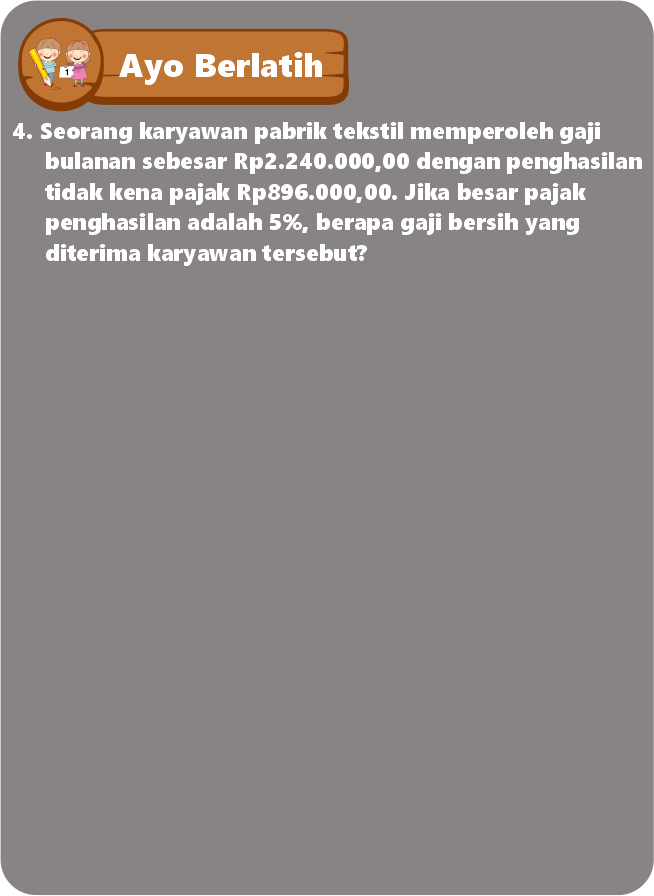 Ayo Berlatih
1
4. Seorang karyawan pabrik tekstil memperoleh gaji
bulanan sebesar Rp2.240.000,00 dengan penghasilan
tidak kena pajak Rp896.000,00. Jika besar pajak
penghasilan adalah 5%, berapa gaji bersih yang
diterima karyawan tersebut?